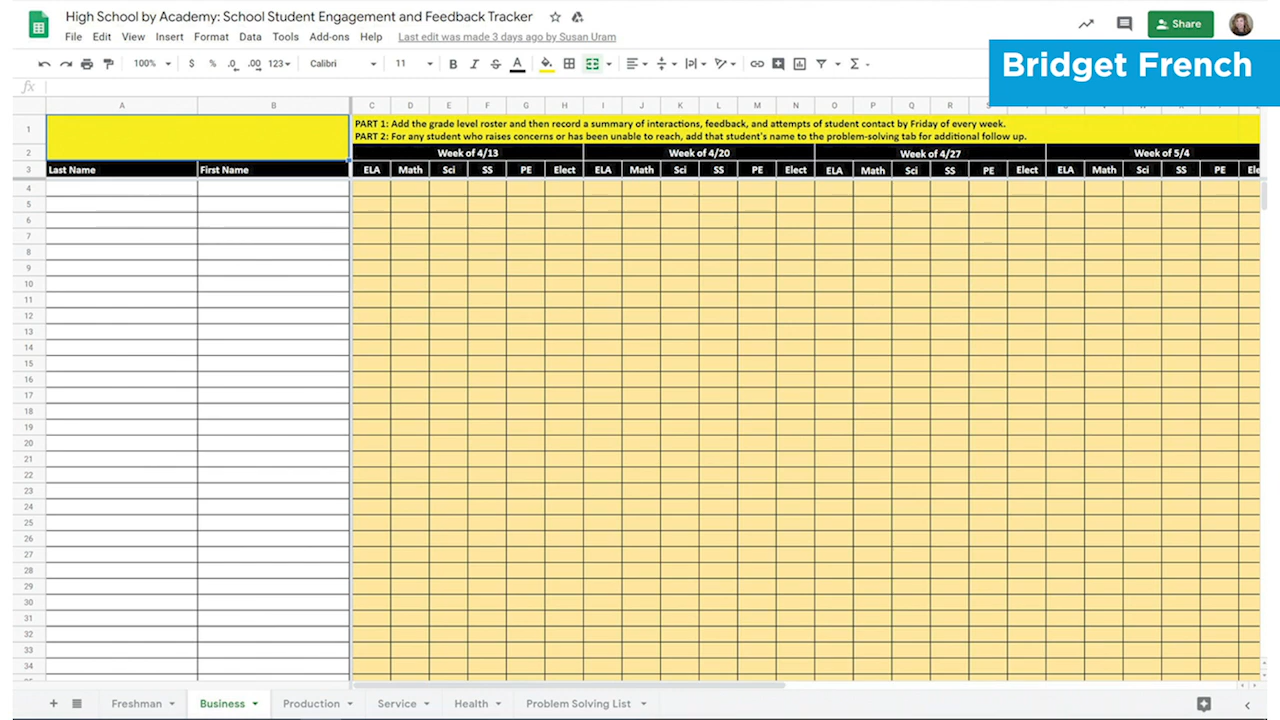 High School by Academy: School Student Engagement and Feedback Tracker
File Edit View Insert Format Data Tools Add-ons Help Last edit was made 3 days ago by Susan Uram
Share
Bridget French
100% $ % .0 .00 123 Calibri 11 B I S A
fx
A B C D E F G H I J K L M N O P Q R
1 PART 1: Add the grade level roster and then record a summary of interactions, feedback, and attempts of student contact by Friday of every week.
PART 2: For any student who raises concerns or has been unable to reach, add that student's name to the problem-solving tab for additional follow up.
2 Week of 4/13 Week of 4/20 Week of 4/27 Week of 5/4
3 Last Name First Name ELA Math Sci SS PE Elect ELA Math Sci SS PE Elect ELA Math Sci SS PE Elect ELA Math Sci SS PE Ele
4
5
6
7
8
9
10
11
12
13
14
15
16
17
18
19
20
21
22
23
24
25
26
27
28
29
30
31
32
33
34
Freshman Business Production Service Health Problem Solving List